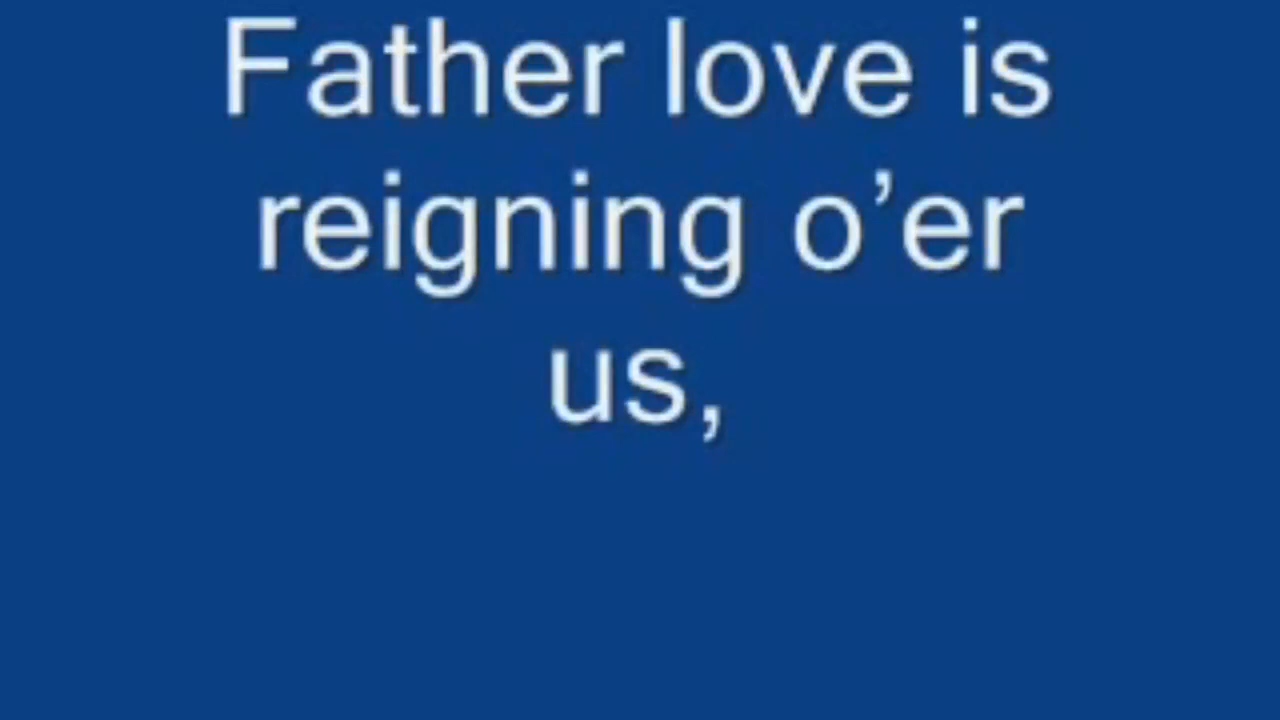 Father love is
reigning o’er
us,